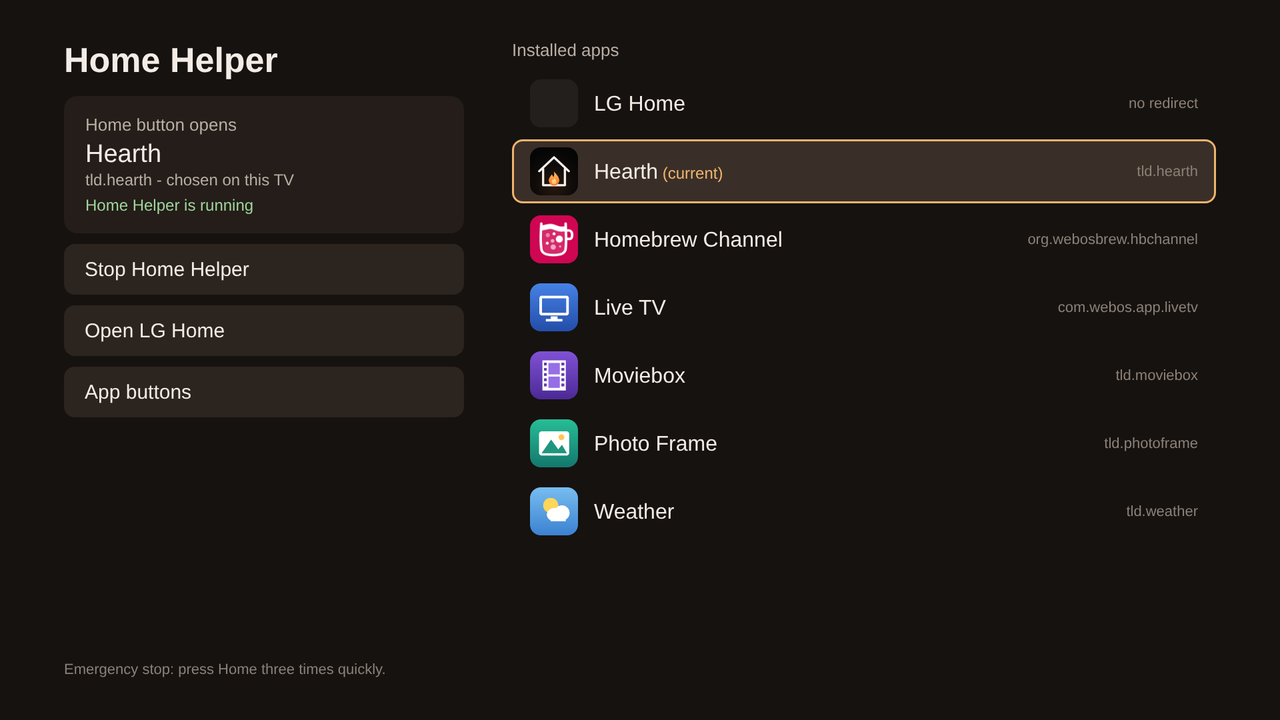 Home Helper
Home button opens
Hearth
tld.hearth - chosen on this TV
Home Helper is running
Stop Home Helper
Open LG Home
App buttons
Installed apps
LG Home no redirect
Hearth (current) tld.hearth
Homebrew Channel org.webosbrew.hbchannel
Live TV com.webos.app.livetv
Moviebox tld.moviebox
Photo Frame tld.photoframe
Weather tld.weather
Emergency stop: press Home three times quickly.